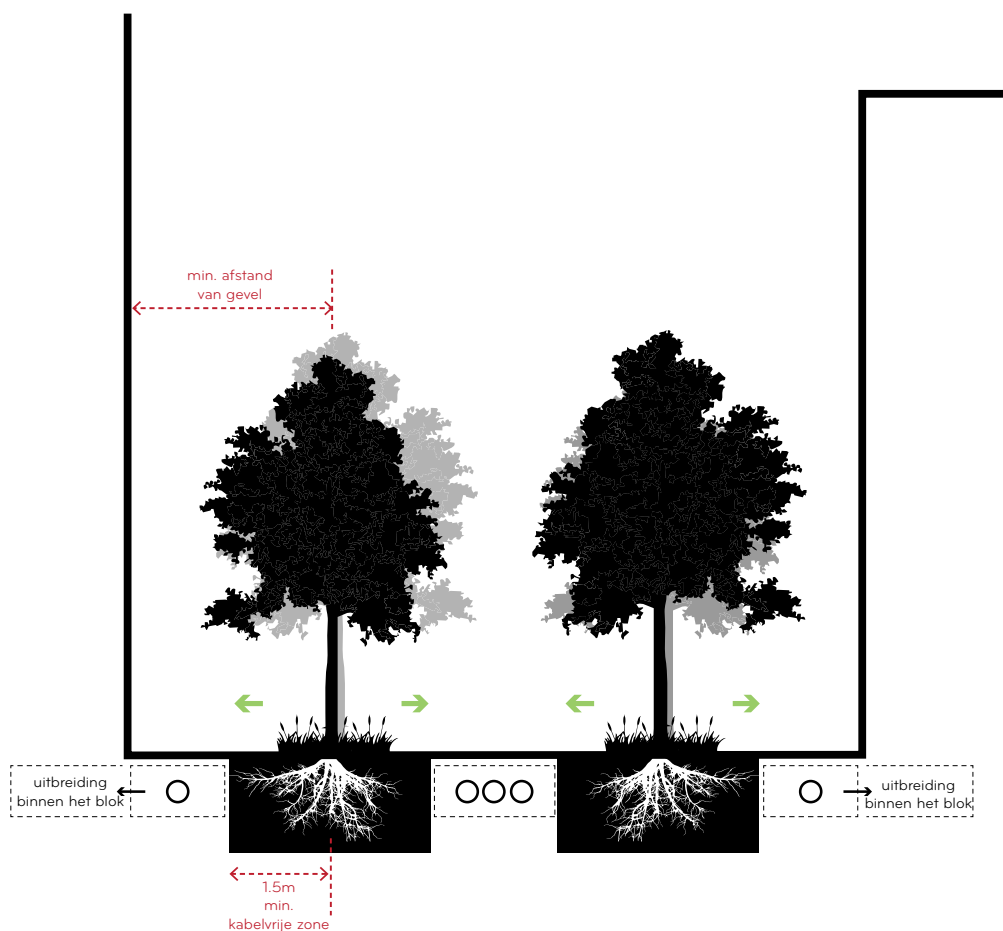 min. afstand
van gevel
uitbreiding
binnen het blok
uitbreiding
binnen het blok
1.5m
min.
kabelvrije zone